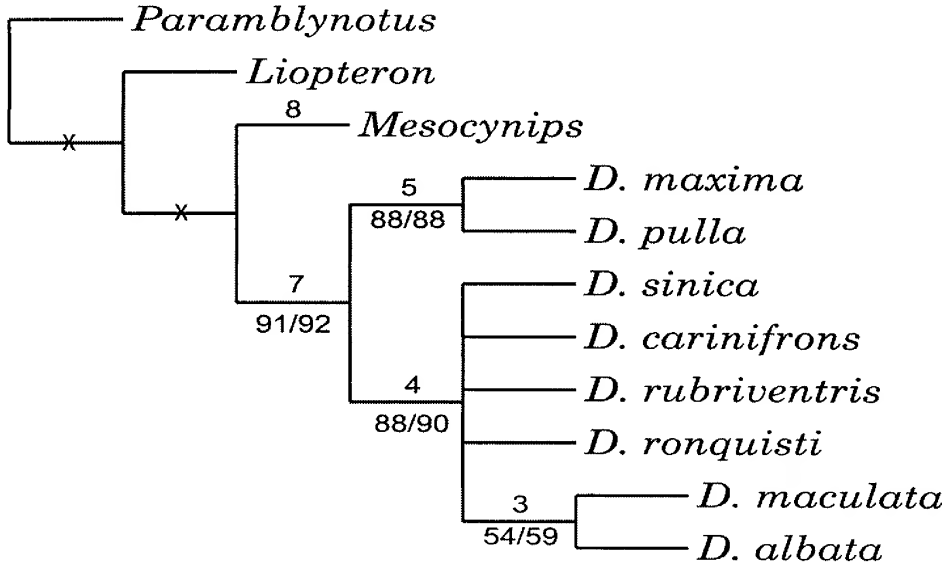 Paramblynotus
Liopteron
8
Mesocynips
D. maxima
5
88/88
D. pulla
D. sinica
7
91/92
D. carinifrons
4
88/90
D. rubriventris
D. ronquisti
D. maculata
3
54/59
D. albata
X
X